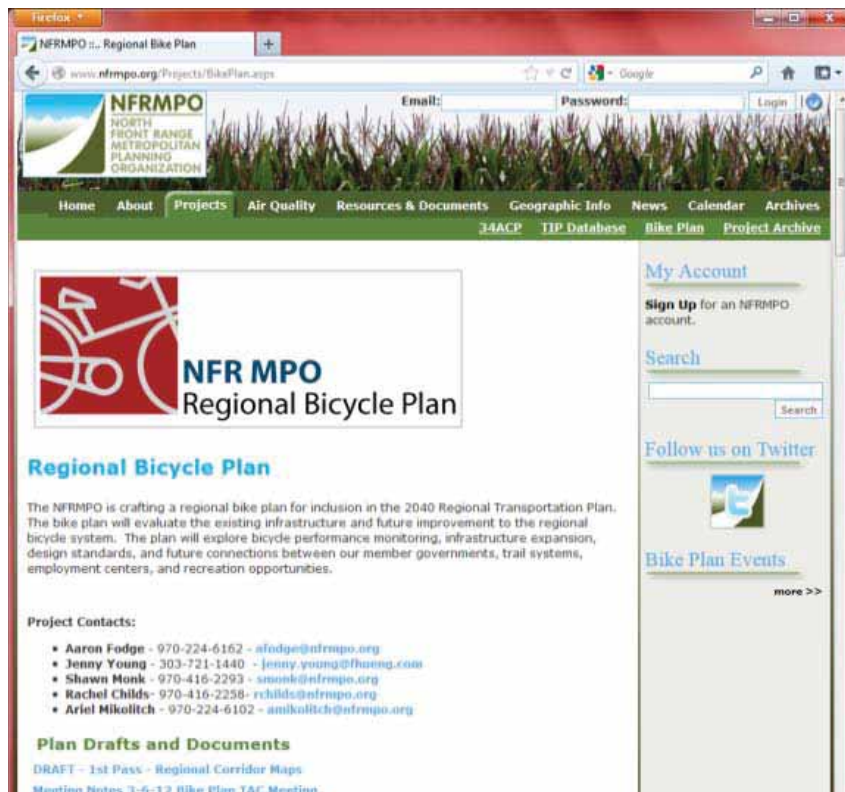 Firefox
NFRMPO ::.. Regional Bike Plan
www.nfrmpo.org/Projects/BikePlan.aspx
Google
NFRMPO
NORTH
FRONT RANGE
METROPOLITAN
PLANNING
ORGANIZATION
Email: Password: Login
Home About Projects Air Quality Resources & Documents Geographic Info News Calendar Archives
34ACP TIP Database Bike Plan Project Archive
NFR MPO
Regional Bicycle Plan
Regional Bicycle Plan
The NFRMPO is crafting a regional bike plan for inclusion in the 2040 Regional Transportation Plan.
The bike plan will evaluate the existing infrastructure and future improvement to the regional
bicycle system. The plan will explore bicycle performance monitoring, infrastructure expansion,
design standards, and future connections between our member governments, trail systems,
employment centers, and recreation opportunities.
Project Contacts:
• Aaron Fodge - 970-224-6162 - afodge@nfrmpo.org
• Jenny Young - 303-721-1440 - jenny.young@fhueng.com
• Shawn Monk - 970-416-2293 - smonk@nfrmpo.org
• Rachel Childs- 970-416-2258- rchilds@nfrmpo.org
• Ariel Mikolitch - 970-224-6102 - amikolitch@nfrmpo.org
Plan Drafts and Documents
DRAFT - 1st Pass - Regional Corridor Maps
Meeting Notes 3-6-12 Bike Plan TAC Meeting
My Account
Sign Up for an NFRMPO
account.
Search
Search
Follow us on Twitter
Bike Plan Events
more >>